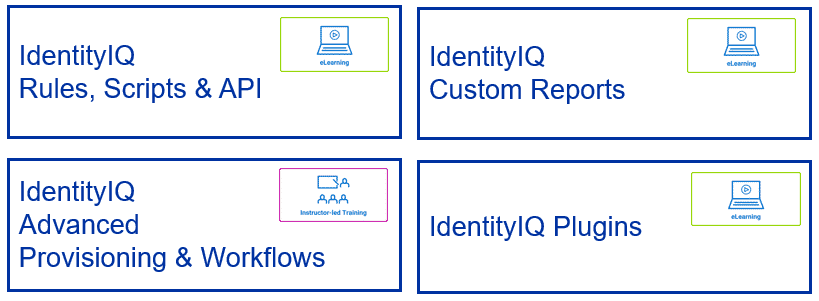 IdentityIQ
Rules, Scripts & API
eLearning
IdentityIQ
Custom Reports
eLearning
IdentityIQ
Advanced
Provisioning & Workflows
Instructor-led Training
IdentityIQ Plugins
eLearning